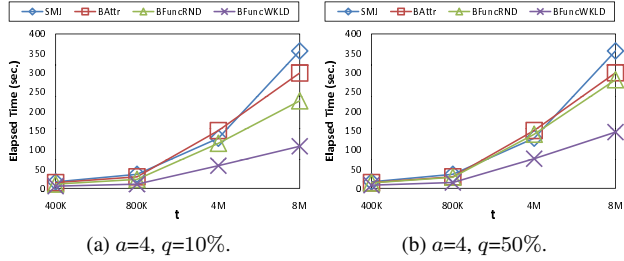 SMJ BAttr BFuncRND BFuncWKLD
400
350
300
250
200
150
100
50
0
Elapsed Time (sec.)
400K 800K 4M 8M
t
(a) a=4, q=10%.
SMJ BAttr BFuncRND BFuncWKLD
400
350
300
250
200
150
100
50
0
Elapsed Time (sec.)
400K 800K 4M 8M
t
(b) a=4, q=50%.